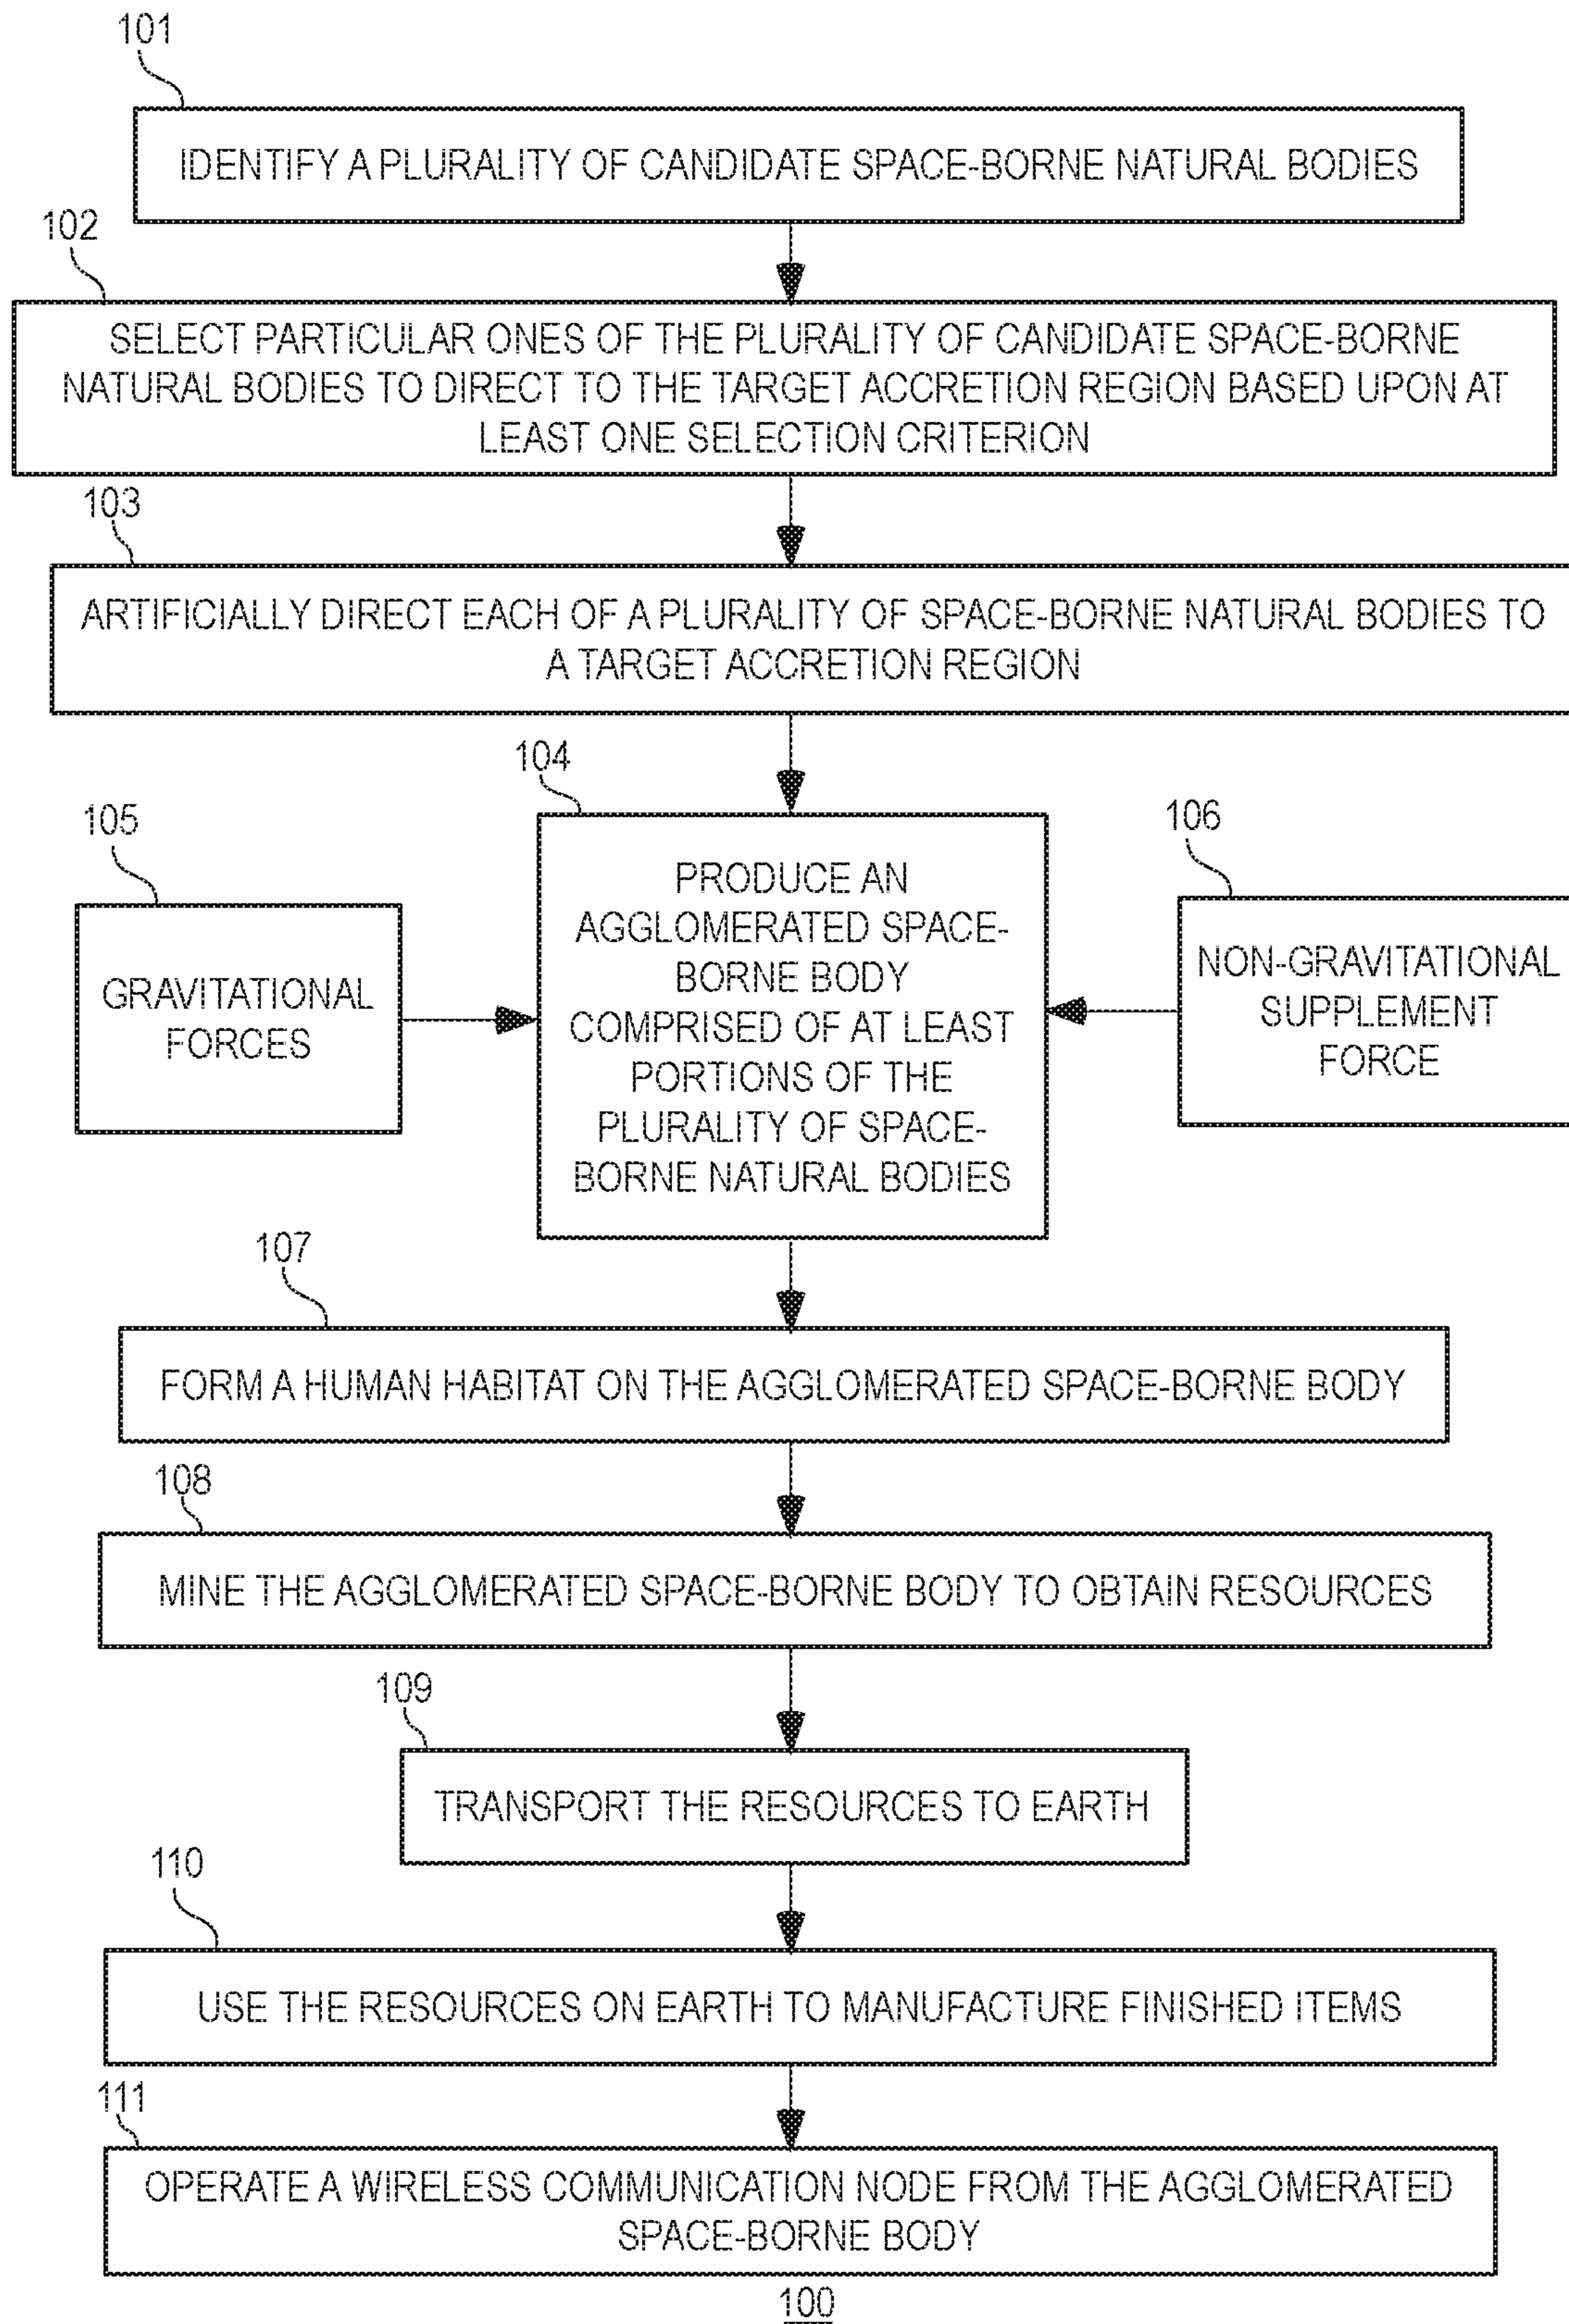 101
IDENTIFY A PLURALITY OF CANDIDATE SPACE-BORNE NATURAL BODIES
102
SELECT PARTICULAR ONES OF THE PLURALITY OF CANDIDATE SPACE-BORNE
NATURAL BODIES TO DIRECT TO THE TARGET ACCRETION REGION BASED UPON AT
LEAST ONE SELECTION CRITERION
103
ARTIFICIALLY DIRECT EACH OF A PLURALITY OF SPACE-BORNE NATURAL BODIES TO
A TARGET ACCRETION REGION
104
PRODUCE AN
AGGLOMERATED SPACE-
BORNE BODY
COMPRISED OF AT LEAST
PORTIONS OF THE
PLURALITY OF SPACE-
BORNE NATURAL BODIES
105
GRAVITATIONAL
FORCES
106
NON-GRAVITATIONAL
SUPPLEMENT
FORCE
107
FORM A HUMAN HABITAT ON THE AGGLOMERATED SPACE-BORNE BODY
108
MINE THE AGGLOMERATED SPACE-BORNE BODY TO OBTAIN RESOURCES
109
TRANSPORT THE RESOURCES TO EARTH
110
USE THE RESOURCES ON EARTH TO MANUFACTURE FINISHED ITEMS
111
OPERATE A WIRELESS COMMUNICATION NODE FROM THE AGGLOMERATED
SPACE-BORNE BODY
100